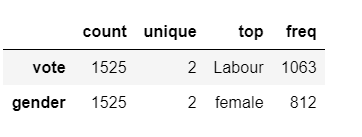 count unique top freq
vote 1525 2 Labour 1063
gender 1525 2 female 812